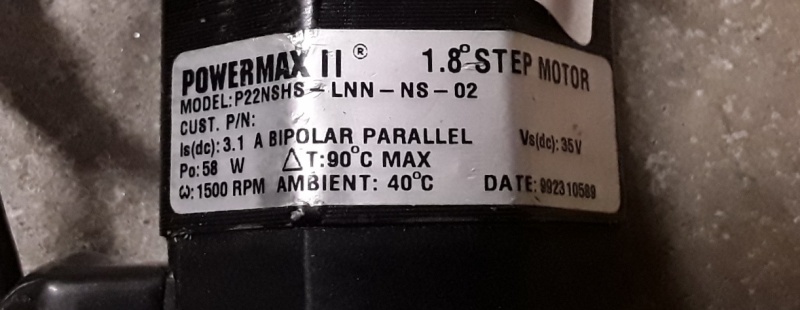 POWERMAX II ® 1.8° STEP MOTOR
MODEL: P22NSHS - LNN - NS - 02
CUST. P/N:
Is(dc): 3.1 A BIPOLAR PARALLEL Vs(dc): 35V
Po: 58 W ΔT: 90°C MAX
ω: 1500 RPM AMBIENT: 40°C DATE: 992310589